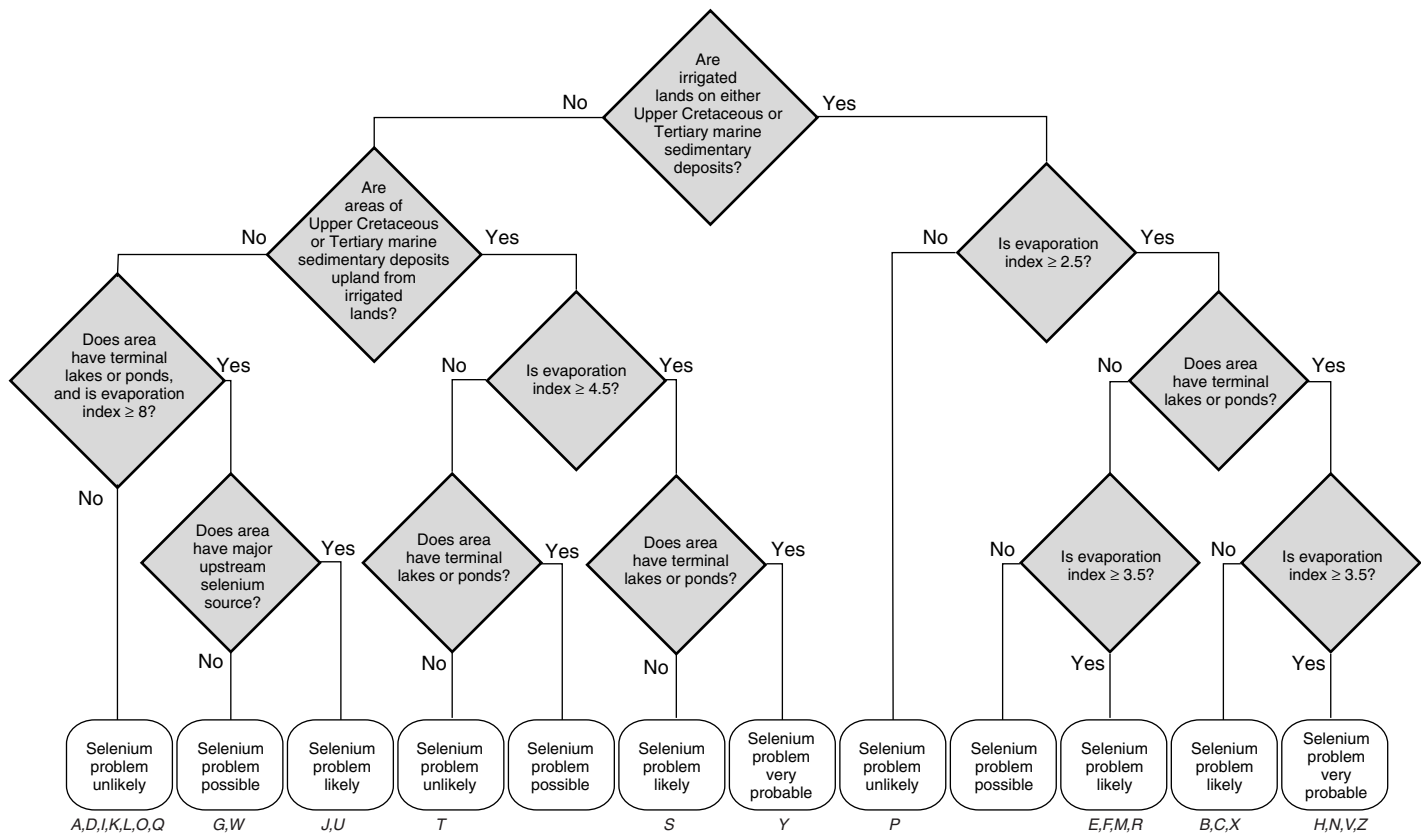 Are
irrigated
lands on either
Upper Cretaceous or
Tertiary marine
sedimentary
deposits?
No
Yes
Are
areas of
Upper Cretaceous
or Tertiary marine
sedimentary deposits
upland from
irrigated
lands?
No
Yes
Is evaporation
index ≥ 2.5?
No
Yes
Does area
have terminal
lakes or ponds,
and is evaporation
index ≥ 8?
Yes
No
Is evaporation
index ≥ 4.5?
No
Yes
Does area
have terminal
lakes or ponds?
No
Yes
Does area
have major
upstream
selenium
source?
Yes
No
Does area
have terminal
lakes or ponds?
Yes
No
Does area
have terminal
lakes or ponds?
Yes
No
Is evaporation
index ≥ 3.5?
No
Yes
Is evaporation
index ≥ 3.5?
No
Yes
Selenium
problem
unlikely
A,D,I,K,L,O,Q
Selenium
problem
possible
G,W
Selenium
problem
likely
J,U
Selenium
problem
unlikely
T
Selenium
problem
possible
Selenium
problem
likely
S
Selenium
problem
very
probable
Y
Selenium
problem
unlikely
P
Selenium
problem
possible
Selenium
problem
likely
E,F,M,R
Selenium
problem
likely
B,C,X
Selenium
problem
very
probable
H,N,V,Z